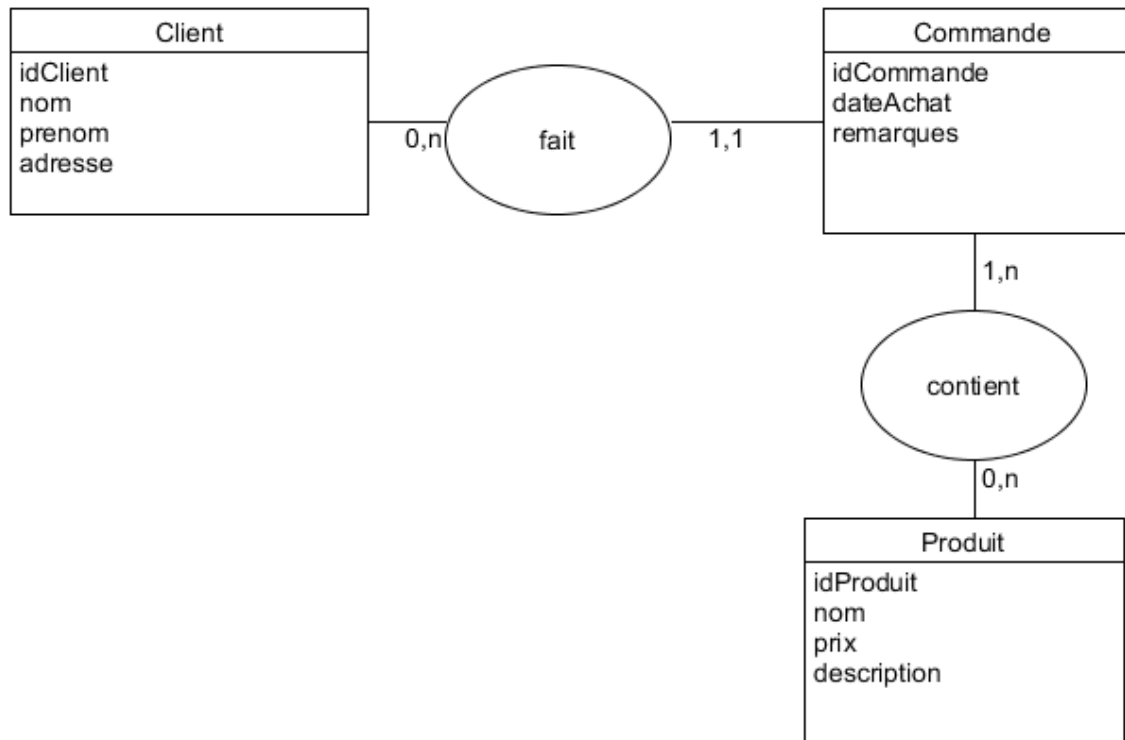 Client
idClient
nom
prenom
adresse
0,n
fait
1,1
Commande
idCommande
dateAchat
remarques
1,n
contient
0,n
Produit
idProduit
nom
prix
description